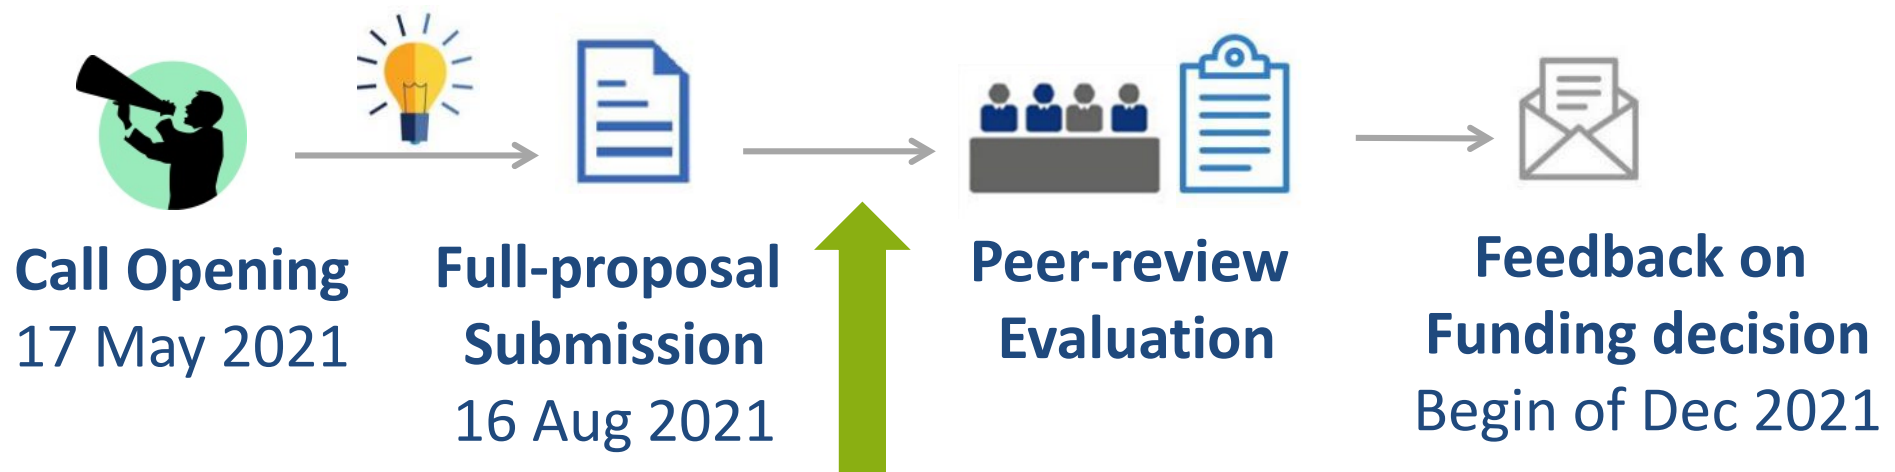 Call Opening
17 May 2021
Full-proposal
Submission
16 Aug 2021
Peer-review
Evaluation
Feedback on
Funding decision
Begin of Dec 2021